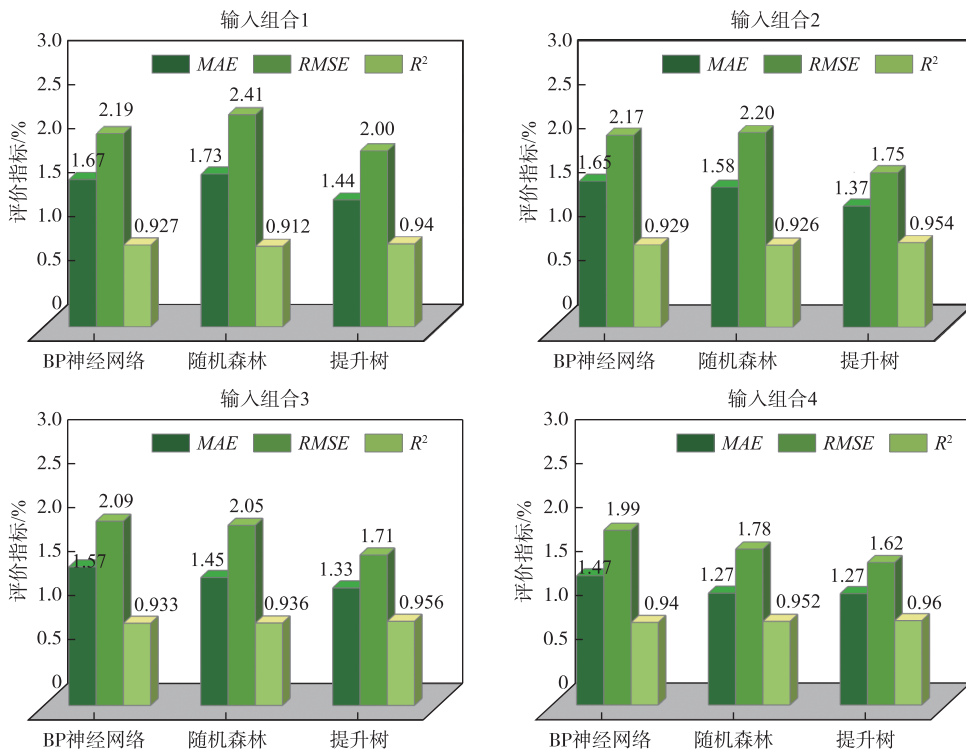 输入组合1
3.0
2.5
2.0
1.5
1.0
0.5
0
评价指标/%
MAE RMSE R²
1.67 2.19 0.927
1.73 2.41 0.912
1.44 2.00 0.94
BP神经网络 随机森林 提升树
输入组合2
3.0
2.5
2.0
1.5
1.0
0.5
0
评价指标/%
MAE RMSE R²
1.65 2.17 0.929
1.58 2.20 0.926
1.37 1.75 0.954
BP神经网络 随机森林 提升树
输入组合3
3.0
2.5
2.0
1.5
1.0
0.5
0
评价指标/%
MAE RMSE R²
1.57 2.09 0.933
1.45 2.05 0.936
1.33 1.71 0.956
BP神经网络 随机森林 提升树
输入组合4
3.0
2.5
2.0
1.5
1.0
0.5
0
评价指标/%
MAE RMSE R²
1.47 1.99 0.94
1.27 1.78 0.952
1.27 1.62 0.96
BP神经网络 随机森林 提升树